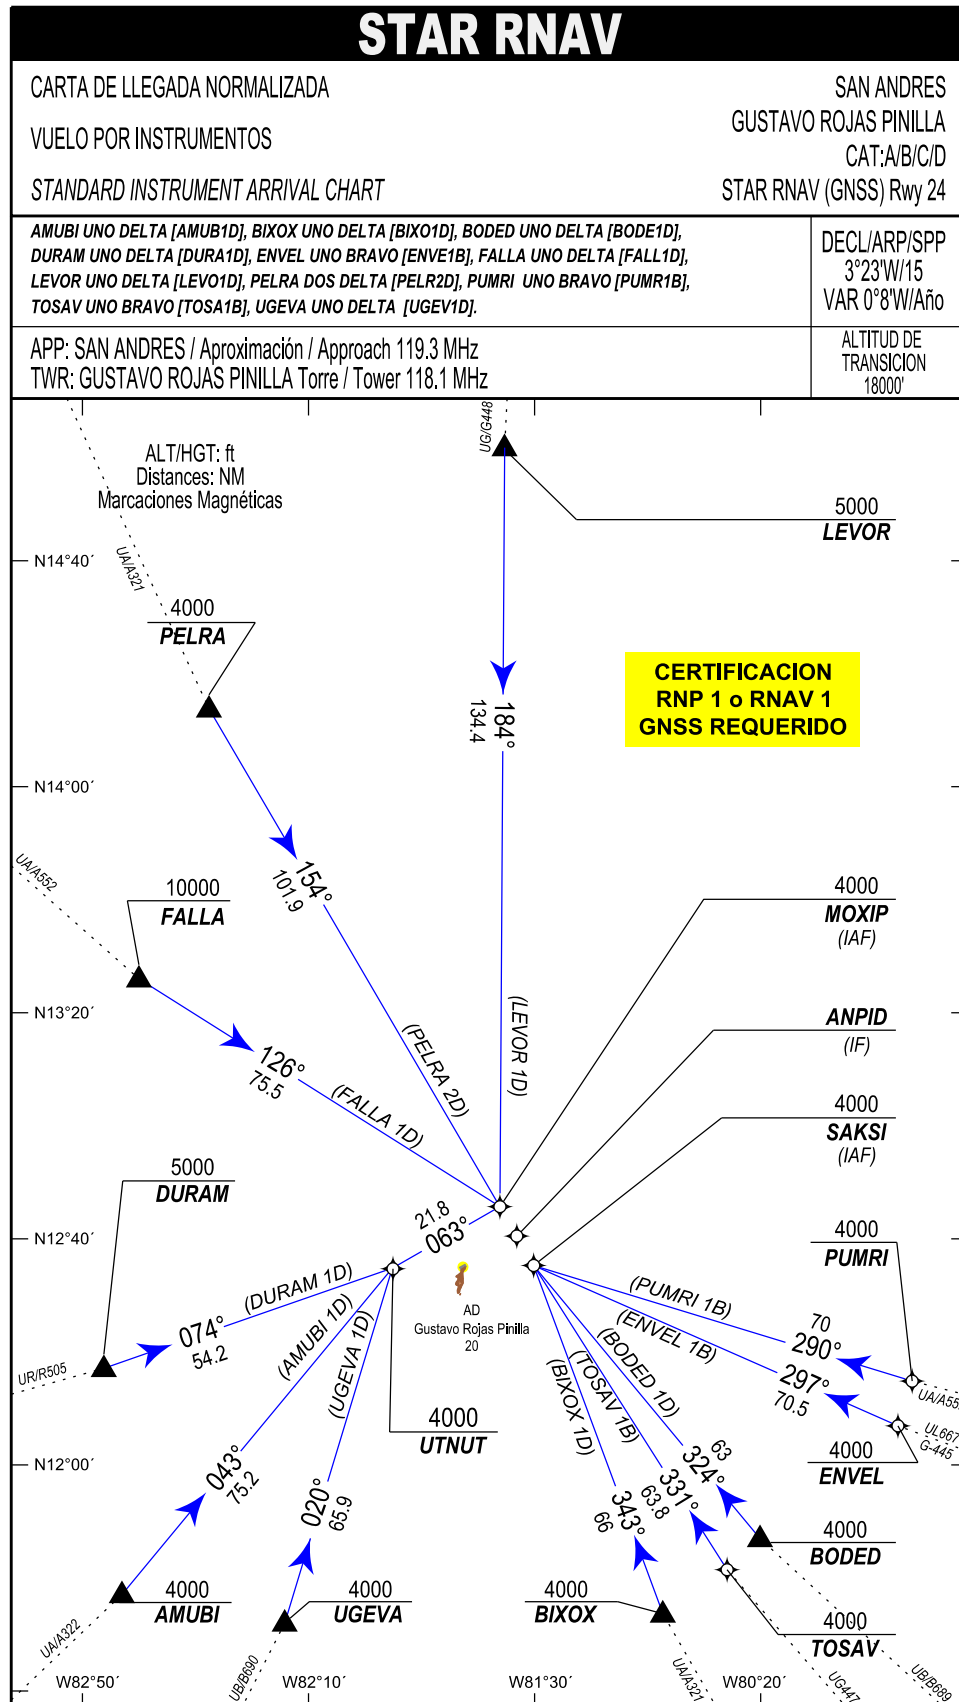 STAR RNAV
CARTA DE LLEGADA NORMALIZADA
VUELO POR INSTRUMENTOS
STANDARD INSTRUMENT ARRIVAL CHART
SAN ANDRES
GUSTAVO ROJAS PINILLA
CAT:A/B/C/D
STAR RNAV (GNSS) Rwy 24
AMUBI UNO DELTA [AMUB1D], BIXOX UNO DELTA [BIXO1D], BODED UNO DELTA [BODE1D],
DURAM UNO DELTA [DURA1D], ENVEL UNO BRAVO [ENVE1B], FALLA UNO DELTA [FALL1D],
LEVOR UNO DELTA [LEVO1D], PELRA DOS DELTA [PELR2D], PUMRI UNO BRAVO [PUMR1B],
TOSAV UNO BRAVO [TOSA1B], UGEVA UNO DELTA [UGEV1D].
DECL/ARP/SPP
3°23'W/15
VAR 0°8'W/Año
APP: SAN ANDRES / Aproximación / Approach 119.3 MHz
TWR: GUSTAVO ROJAS PINILLA Torre / Tower 118.1 MHz
ALTITUD DE
TRANSICION
18000'
UG/G448
ALT/HGT: ft
Distances: NM
Marcaciones Magnéticas
5000
LEVOR
N14°40´
UA/A321
4000
PELRA
CERTIFICACION
RNP 1 o RNAV 1
GNSS REQUERIDO
184°
134.4
N14°00´
UA/A552
154°
101.9
10000
FALLA
4000
MOXIP
(IAF)
N13°20´
ANPID
(IF)
(LEVOR 1D)
(PELRA 2D)
126°
75.5
(FALLA 1D)
4000
SAKSI
(IAF)
5000
DURAM
21.8
063°
N12°40´
4000
PUMRI
(DURAM 1D)
074°
54.2
(AMUBI 1D)
(UGEVA 1D)
AD
Gustavo Rojas Pinilla
20
(PUMRI 1B)
(ENVEL 1B)
(BODED 1D)
(TOSAV 1B)
(BIXOX 1D)
70
290°
297°
70.5
UR/R505
UA/A55
UL667
G-445
4000
UTNUT
N12°00´
4000
ENVEL
043°
75.2
020°
65.9
63
324°
331°
63.8
343°
66
4000
BODED
4000
AMUBI
4000
UGEVA
4000
BIXOX
4000
TOSAV
UA/A322
UB/B690
UA/A321
UG447
UB/B689
W82°50´
W82°10´
W81°30´
W80°20´